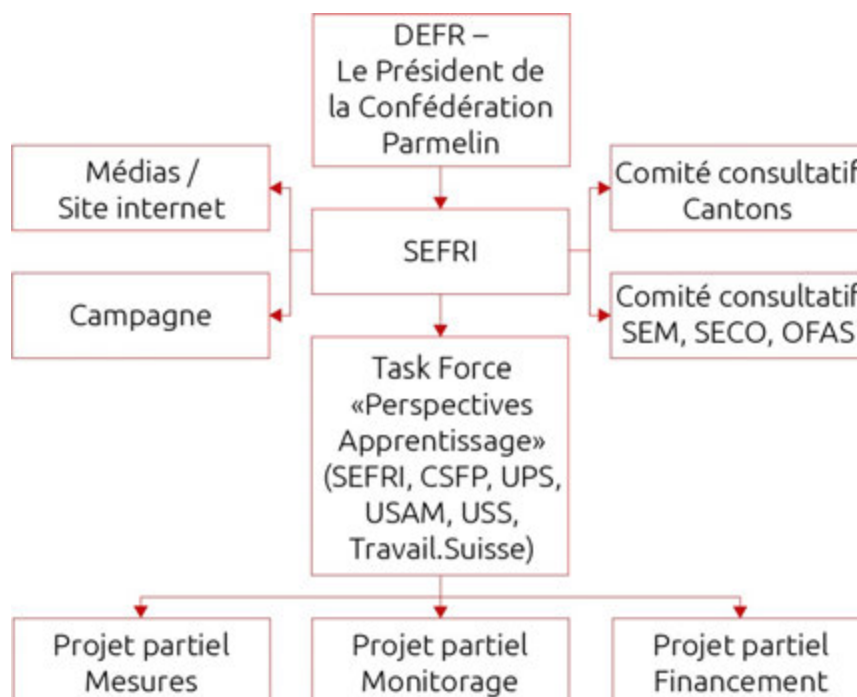 DEFR –
Le Président de
la Confédération
Parmelin
Médias /
Site internet
Comité consultatif
Cantons
SEFRI
Campagne
Comité consultatif
SEM, SECO, OFAS
Task Force
«Perspectives
Apprentissage»
(SEFRI, CSFP, UPS,
USAM, USS,
Travail.Suisse)
Projet partiel
Mesures
Projet partiel
Monitorage
Projet partiel
Financement